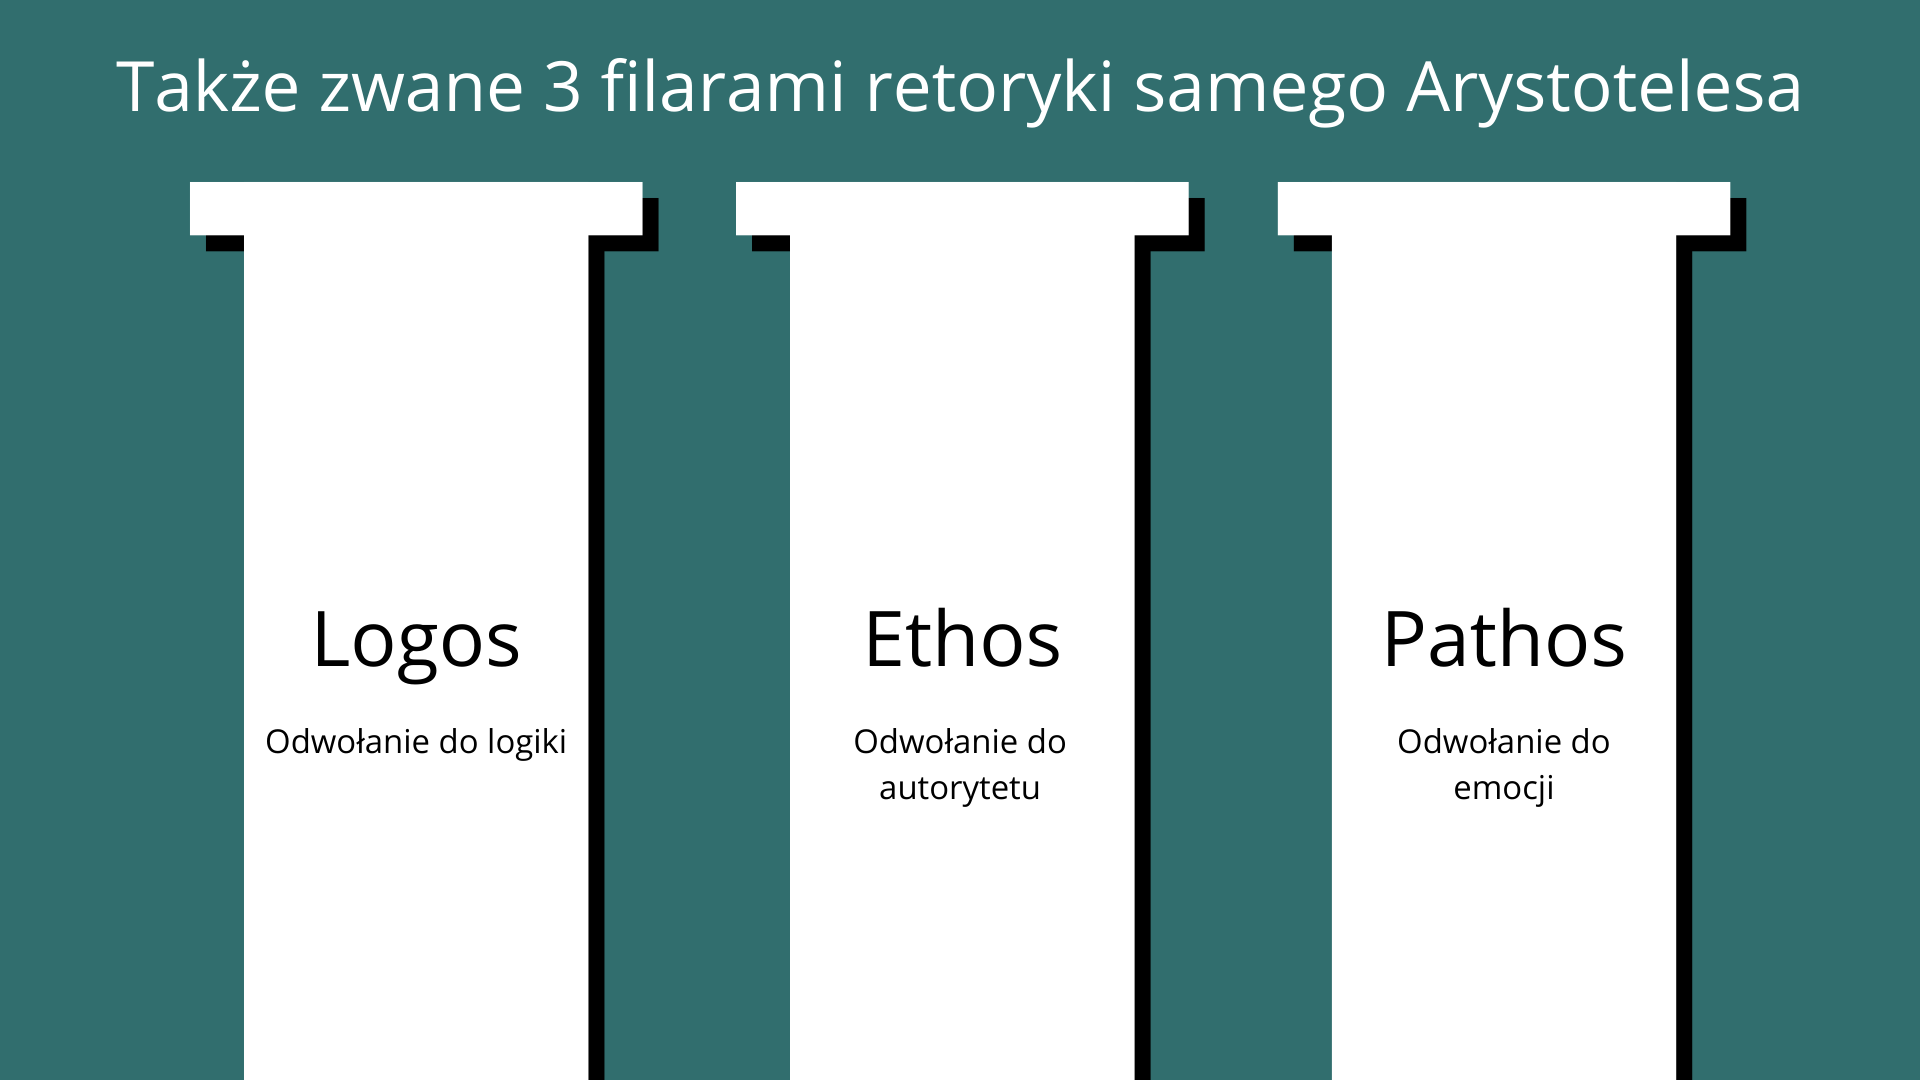 Także zwane 3 filarami retoryki samego Arystotelesa
Logos
Odwołanie do logiki
Ethos
Odwołanie do
autorytetu
Pathos
Odwołanie do
emocji